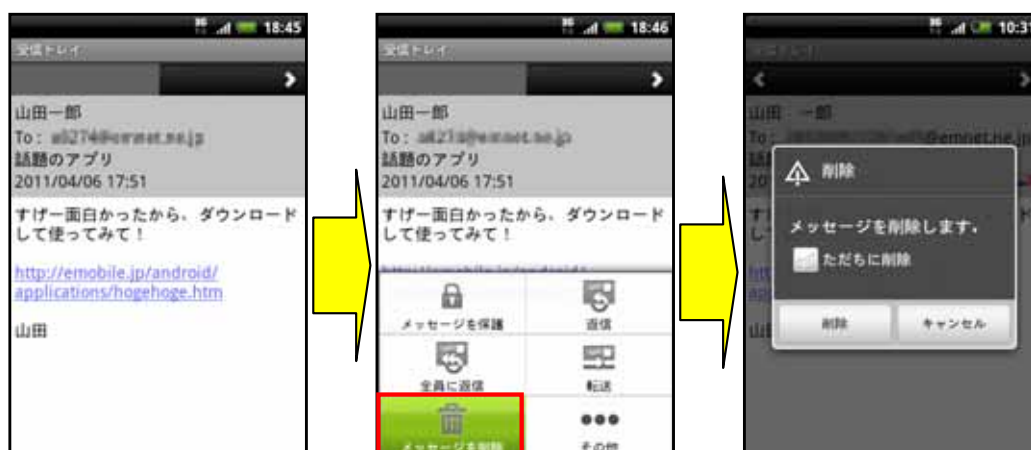 18:45
受信トレイ
山田一郎
To:
話題のアプリ
2011/04/06 17:51
すげー面白かったから、ダウンロード
して使ってみて!
http://emobile.jp/android/
applications/hogehoge.htm
山田
18:46
受信トレイ
山田一郎
To:
話題のアプリ
2011/04/06 17:51
すげー面白かったから、ダウンロード
して使ってみて!
メッセージを保護
返信
全員に返信
転送
メッセージを削除
その他
10:31
受信トレイ
山田 一郎
To: @emnet.ne.jp
削除
メッセージを削除します。
ただちに削除
削除
キャンセル